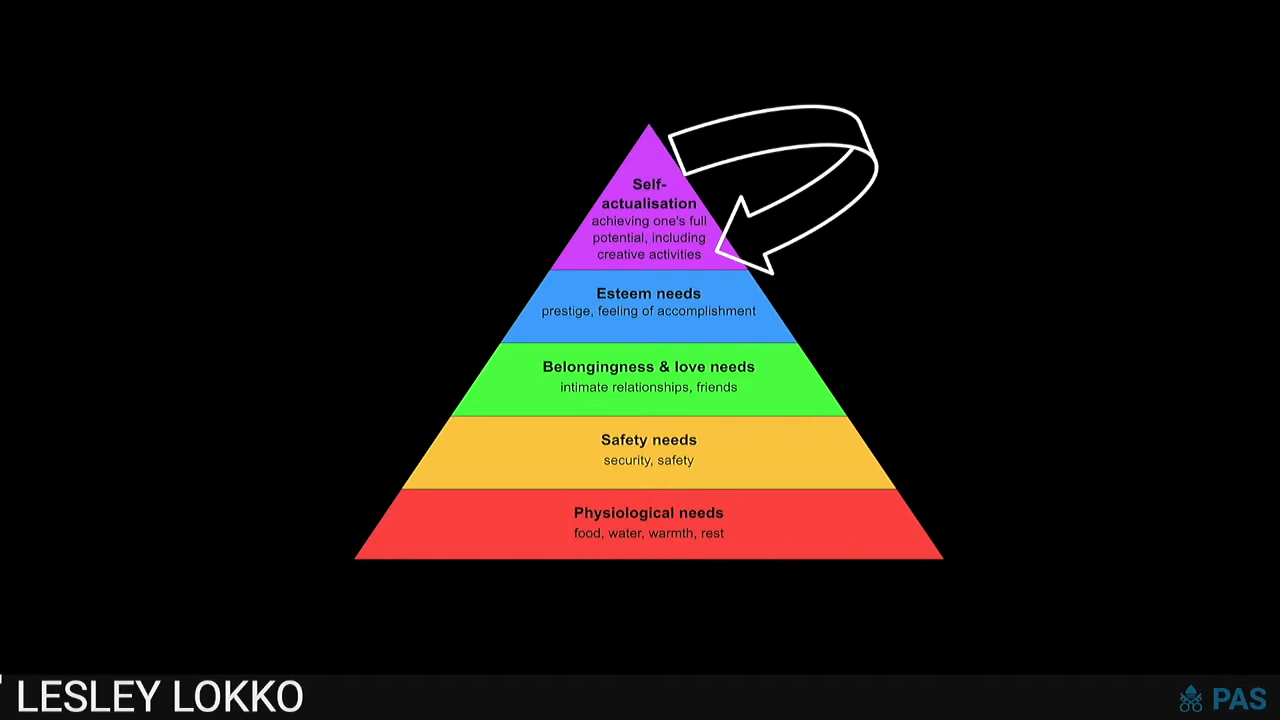 Self-
actualisation
achieving one's full
potential, including
creative activities
Esteem needs
prestige, feeling of accomplishment
Belongingness & love needs
intimate relationships, friends
Safety needs
security, safety
Physiological needs
food, water, warmth, rest
LESLEY LOKKO
PAS